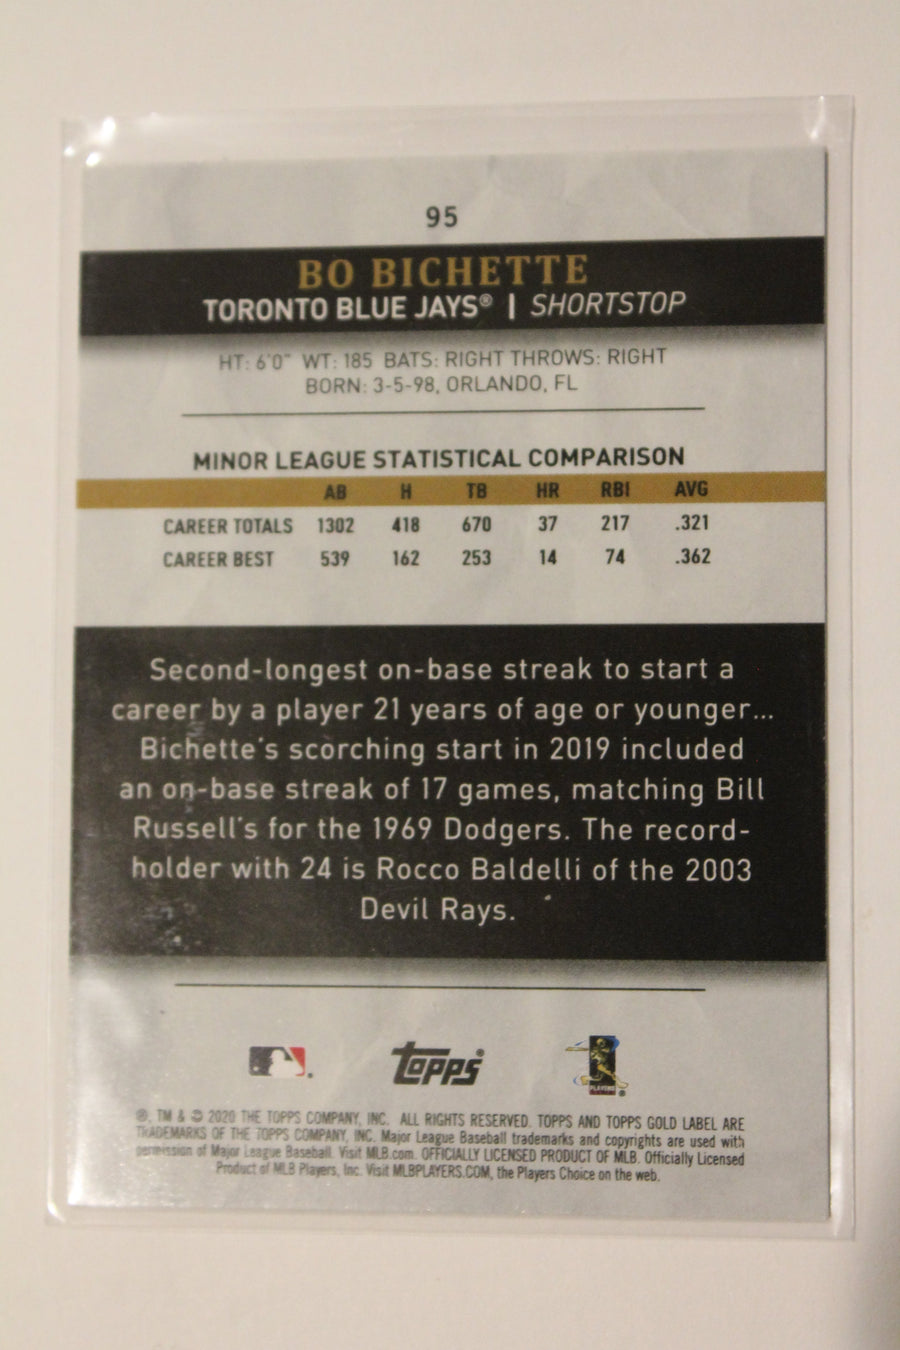 95
BO BICHETTE
TORONTO BLUE JAYS® | SHORTSTOP
HT: 6'0" WT: 185 BATS: RIGHT THROWS: RIGHT
BORN: 3-5-98, ORLANDO, FL
MINOR LEAGUE STATISTICAL COMPARISON
AB H TB HR RBI AVG
CAREER TOTALS 1302 418 670 37 217 .321
CAREER BEST 539 162 253 14 74 .362
Second-longest on-base streak to start a
career by a player 21 years of age or younger...
Bichette's scorching start in 2019 included
an on-base streak of 17 games, matching Bill
Russell's for the 1969 Dodgers. The record-
holder with 24 is Rocco Baldelli of the 2003
Devil Rays.
Topps®
PLAYERS
®, TM & © 2020 THE TOPPS COMPANY, INC. ALL RIGHTS RESERVED. TOPPS AND TOPPS GOLD LABEL ARE
TRADEMARKS OF THE TOPPS COMPANY, INC. Major League Baseball trademarks and copyrights are used with
permission of Major League Baseball. Visit MLB.com. OFFICIALLY LICENSED PRODUCT OF MLB. Officially Licensed
Product of MLB Players, Inc. Visit MLBPLAYERS.COM, the Players Choice on the web.